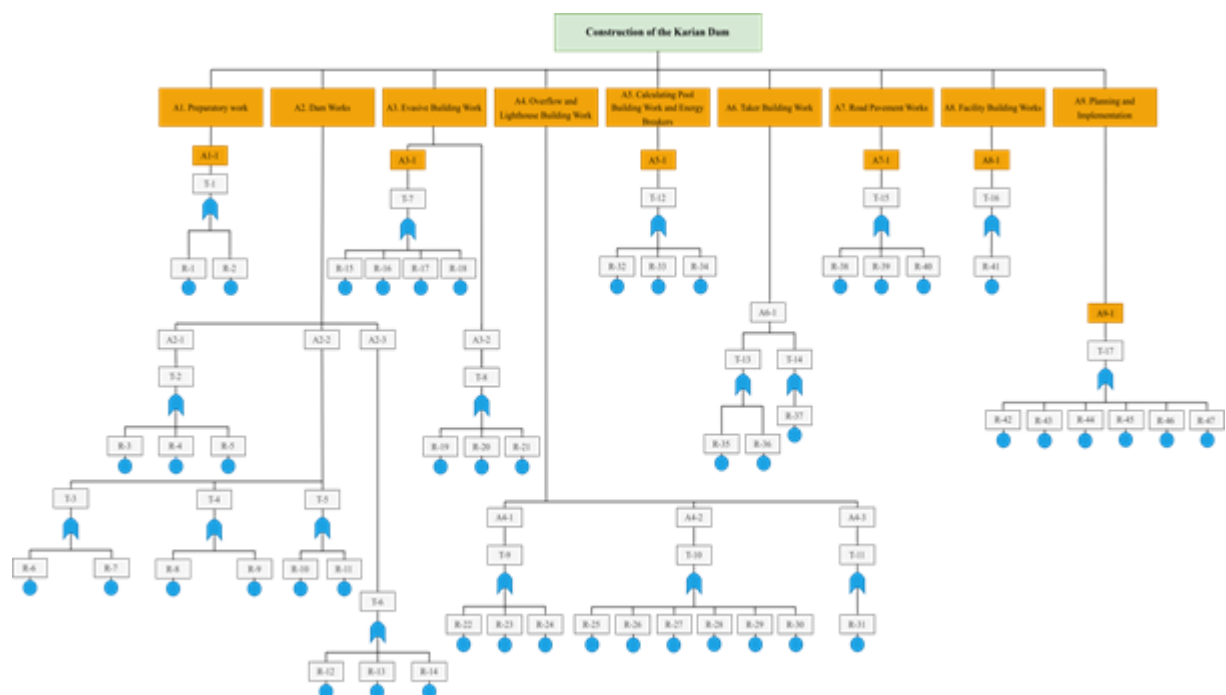 Construction of the Karian Dam
A1. Preparatory work
A2. Dam Works
A3. Evasive Building Work
A4. Overflow and
Lighthouse Building Work
A5. Calculating Pool
Building Work and Energy
Breakers
A6. Taker Building Work
A7. Road Pavement Works
A8. Facility Building Works
A9. Planning and
Implementation
A1-1
A3-1
A5-1
A7-1
A8-1
T-1
T-7
T-12
T-15
T-16
R-1
R-2
R-15
R-16
R-17
R-18
R-32
R-33
R-34
R-38
R-39
R-40
R-41
A6-1
A9-1
A2-1
A2-2
A2-3
A3-2
T-13
T-14
T-17
T-2
T-8
R-37
R-42
R-43
R-44
R-45
R-46
R-47
R-3
R-4
R-5
R-19
R-20
R-21
R-35
R-36
T-3
T-4
T-5
A4-1
A4-2
A4-3
T-9
T-10
T-11
R-6
R-7
R-8
R-9
R-10
R-11
T-6
R-22
R-23
R-24
R-25
R-26
R-27
R-28
R-29
R-30
R-31
R-12
R-13
R-14